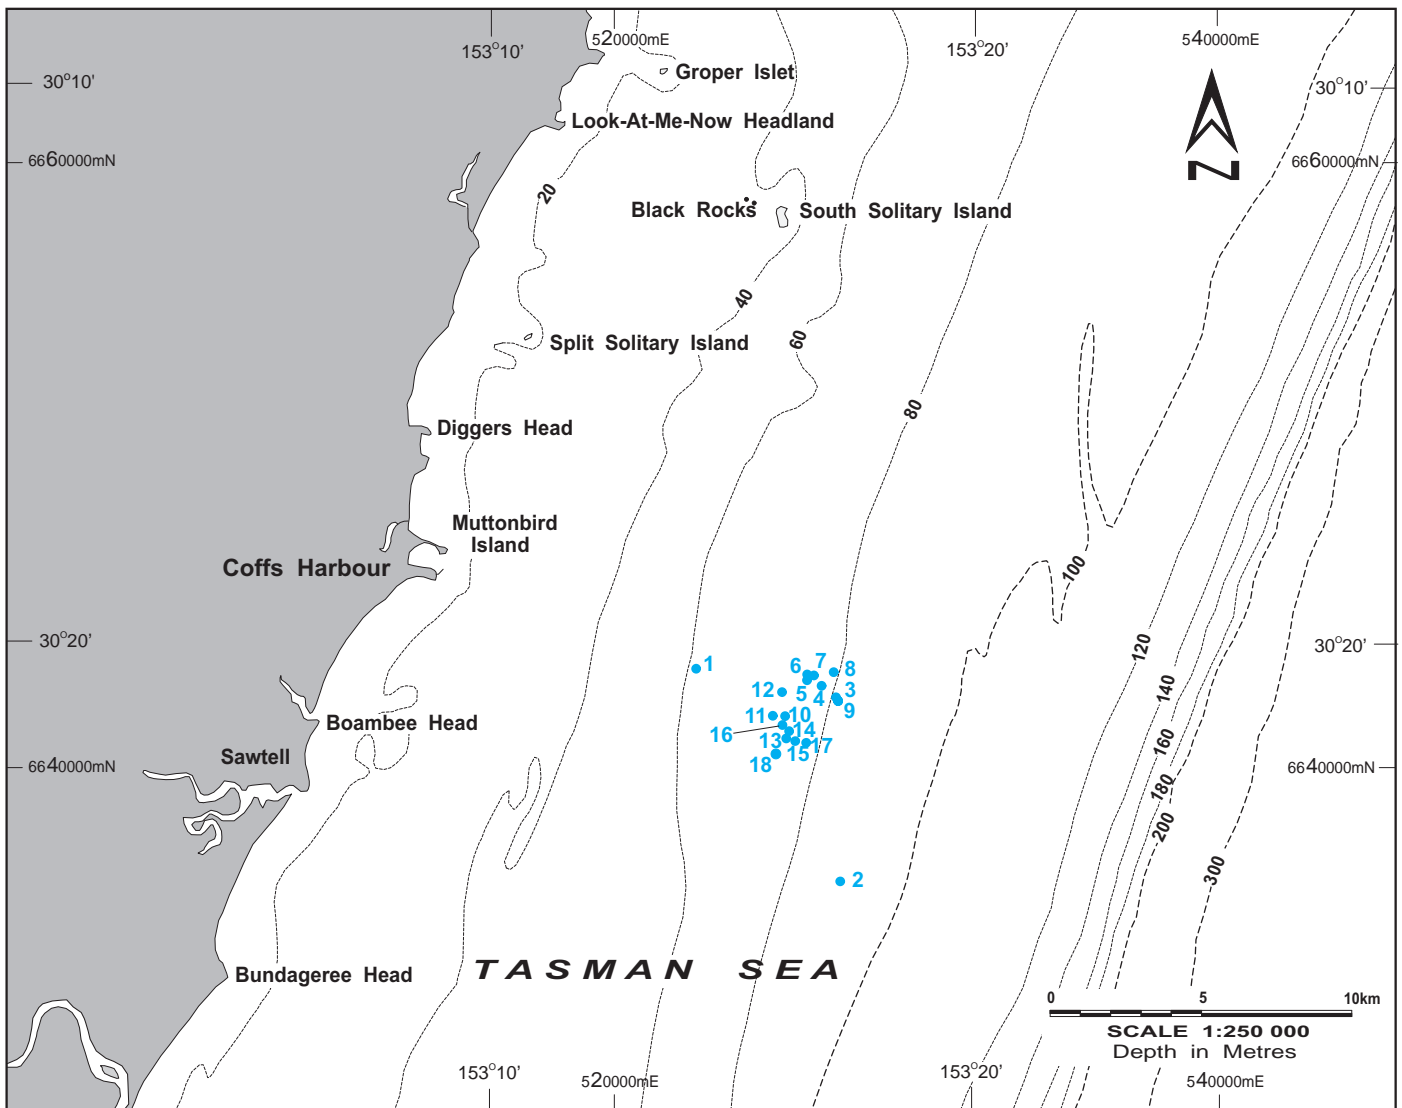 520000mE
540000mE
153°10'
153°20'
Groper Islet
30°10'
30°10'
Look-At-Me-Now Headland
6660000mN
6660000mN
N
20
Black Rocks
South Solitary Island
40
60
Split Solitary Island
80
Diggers Head
Muttonbird
Island
Coffs Harbour
100
30°20'
30°20'
120
1
6
7
8
5
4
3
9
12
140
11
10
16
14
13
15
17
18
Boambee Head
160
Sawtell
6640000mN
180
200
300
2
TASMAN SEA
Bundageree Head
0
5
10km
SCALE 1:250 000
Depth in Metres
153°10'
520000mE
153°20'
540000mE